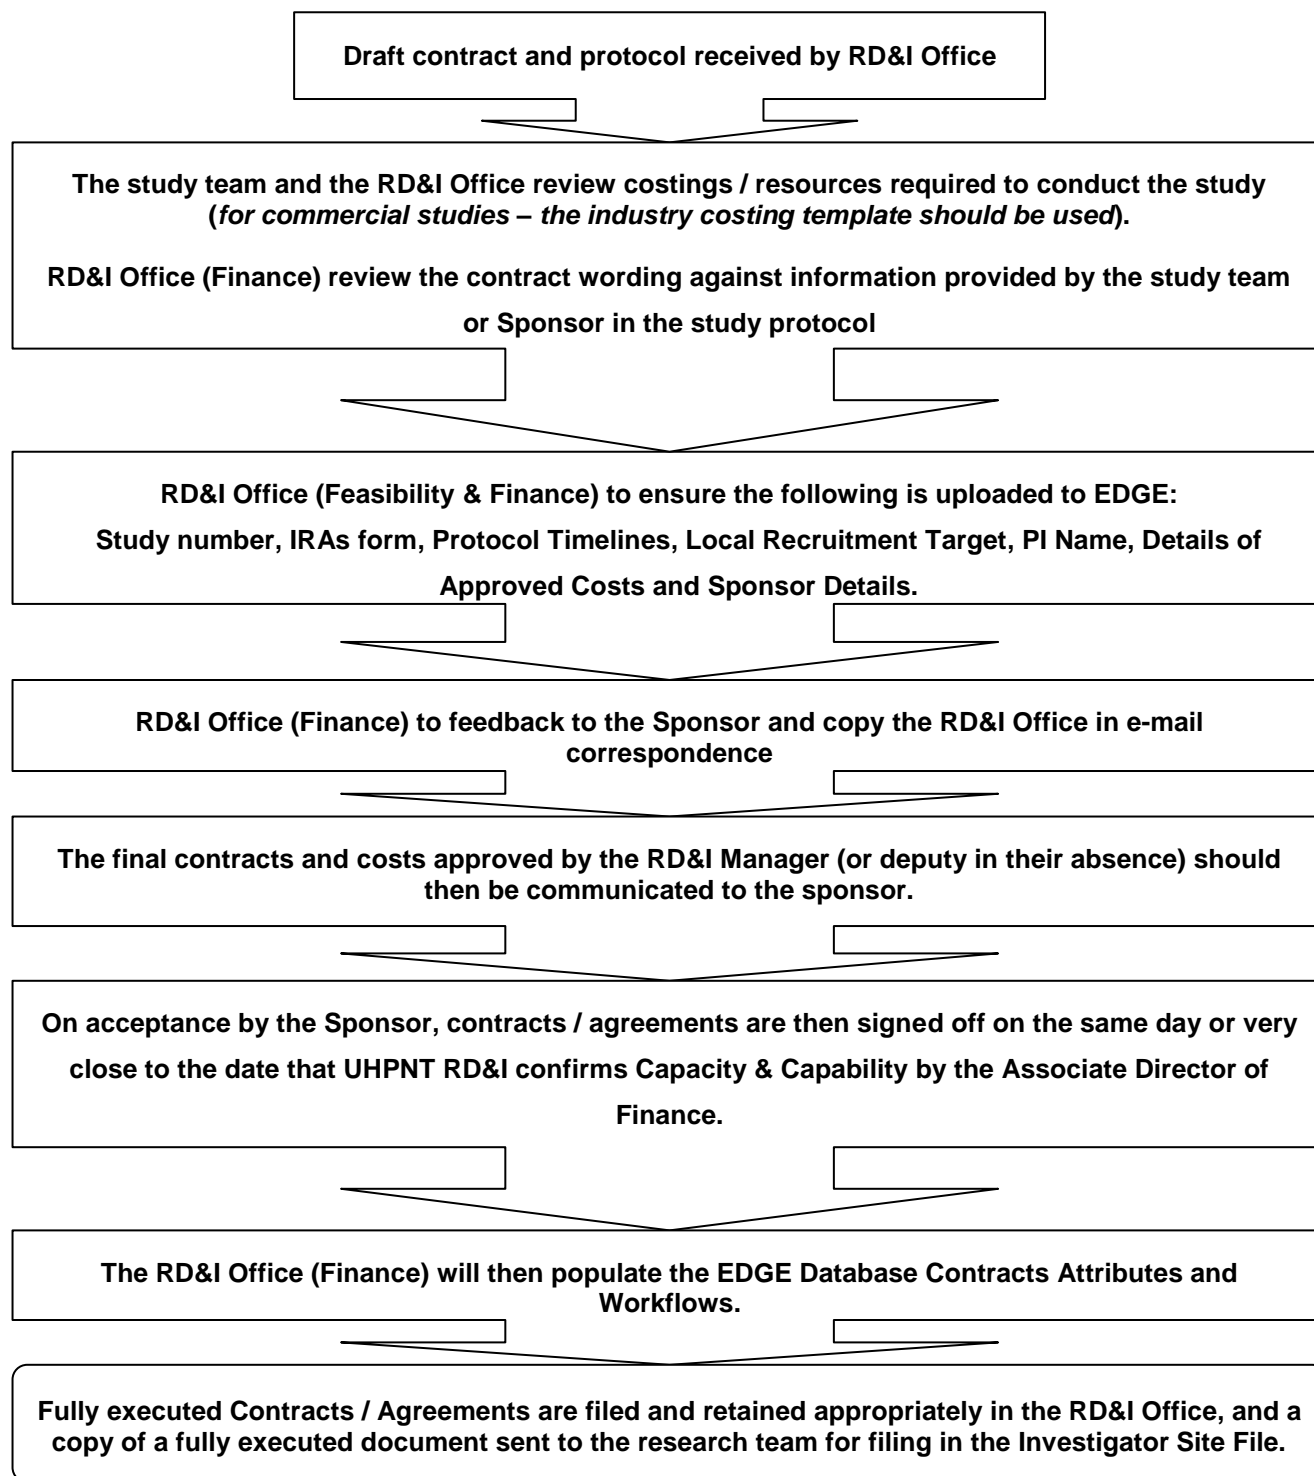 Draft contract and protocol received by RD&I Office
The study team and the RD&I Office review costings / resources required to conduct the study
(for commercial studies – the industry costing template should be used).
RD&I Office (Finance) review the contract wording against information provided by the study team
or Sponsor in the study protocol
RD&I Office (Feasibility & Finance) to ensure the following is uploaded to EDGE:
Study number, IRAs form, Protocol Timelines, Local Recruitment Target, PI Name, Details of
Approved Costs and Sponsor Details.
RD&I Office (Finance) to feedback to the Sponsor and copy the RD&I Office in e-mail
correspondence
The final contracts and costs approved by the RD&I Manager (or deputy in their absence) should
then be communicated to the sponsor.
On acceptance by the Sponsor, contracts / agreements are then signed off on the same day or very
close to the date that UHPNT RD&I confirms Capacity & Capability by the Associate Director of
Finance.
The RD&I Office (Finance) will then populate the EDGE Database Contracts Attributes and
Workflows.
Fully executed Contracts / Agreements are filed and retained appropriately in the RD&I Office, and a
copy of a fully executed document sent to the research team for filing in the Investigator Site File.